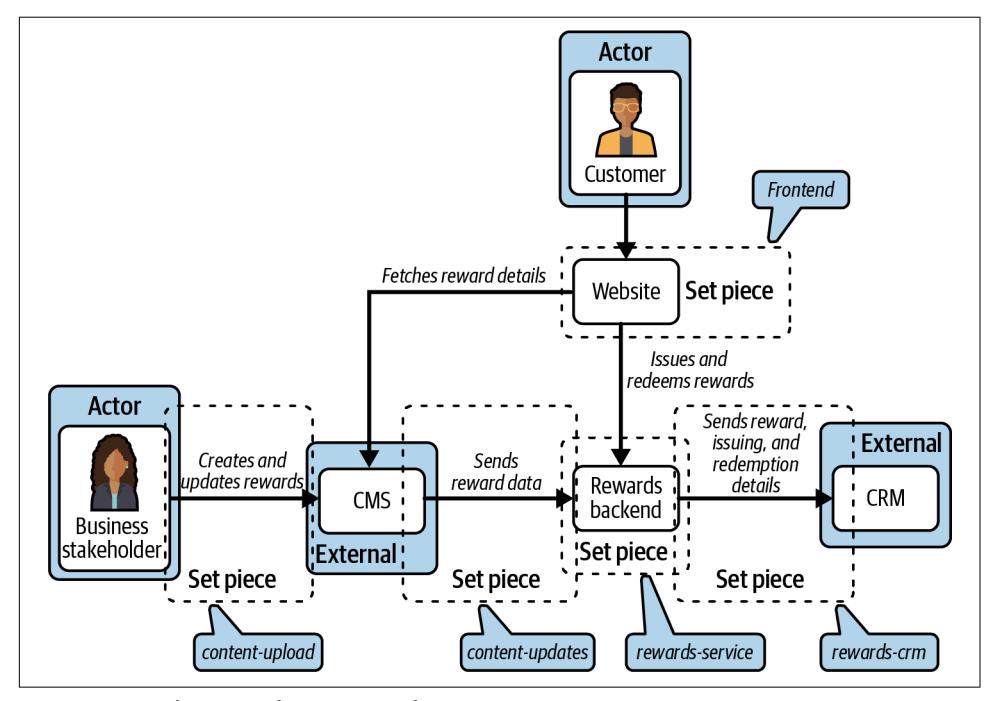 Actor
Customer
Frontend
Fetches reward details
Website
Set piece
Issues and
redeems rewards
Actor
Business
stakeholder
Creates and
updates rewards
Set piece
CMS
External
Sends
reward data
Set piece
Rewards
backend
Set piece
Sends reward,
issuing, and
redemption
details
Set piece
External
CRM
content-upload
content-updates
rewards-service
rewards-crm